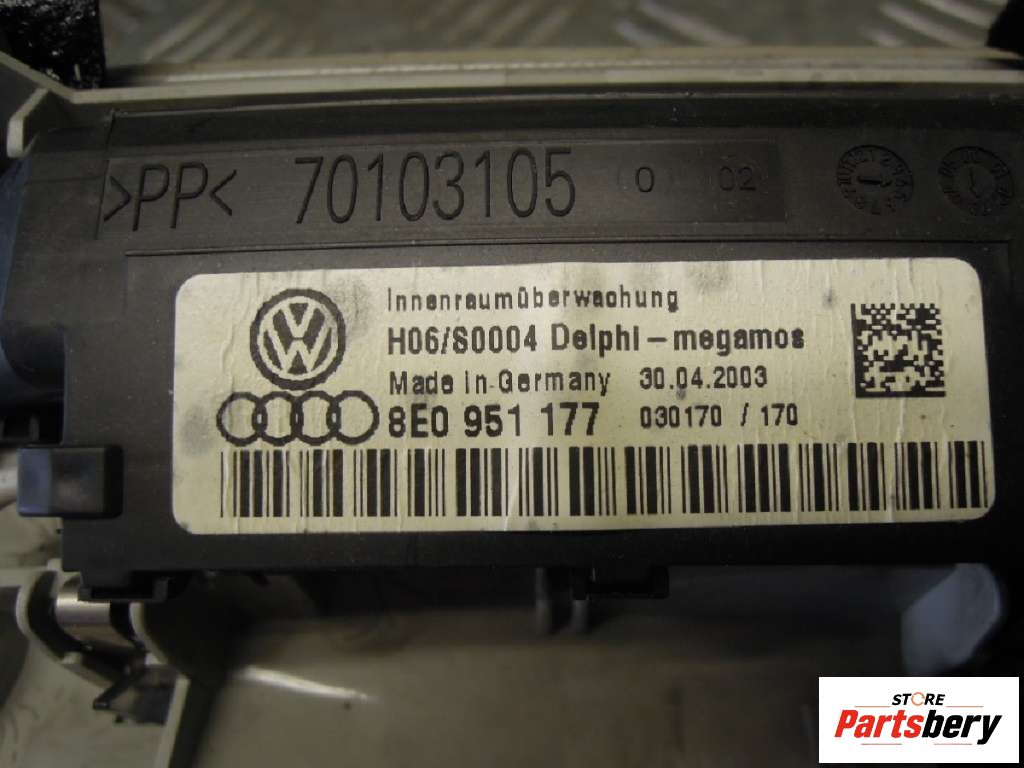 >PP< 70103105 0 02
Innenraumüberwachung
H06/S0004 Delphi-megamos
Made in Germany 30.04.2003
8E0 951 177 030170 / 170
STORE
Partsbery